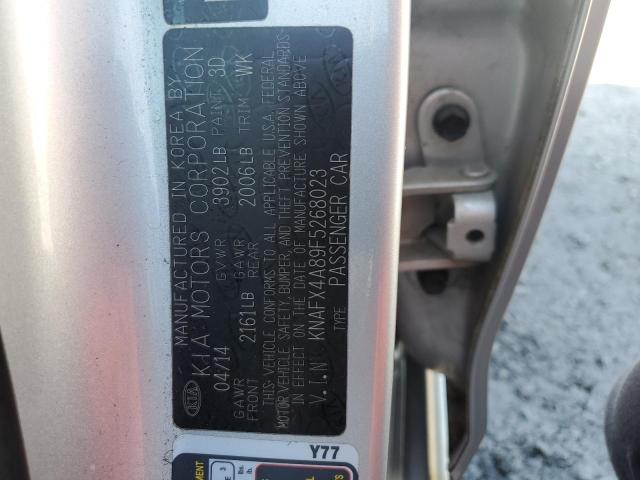 MANUFACTURED IN KOREA BY
KIA MOTORS CORPORATION
04/14 GVWR 3902LB PAINT 3D
GAWR FRONT 2161LB GAWR REAR 2006LB TRIM WK
THIS VEHICLE CONFORMS TO ALL APPLICABLE USA FEDERAL
MOTOR VEHICLE SAFETY, BUMPER, AND THEFT PREVENTION STANDARDS
IN EFFECT ON THE DATE OF MANUFACTURE SHOWN ABOVE
V.I.N KNAFX4A89F5268023
TYPE PASSENGER CAR
KIA
Y77